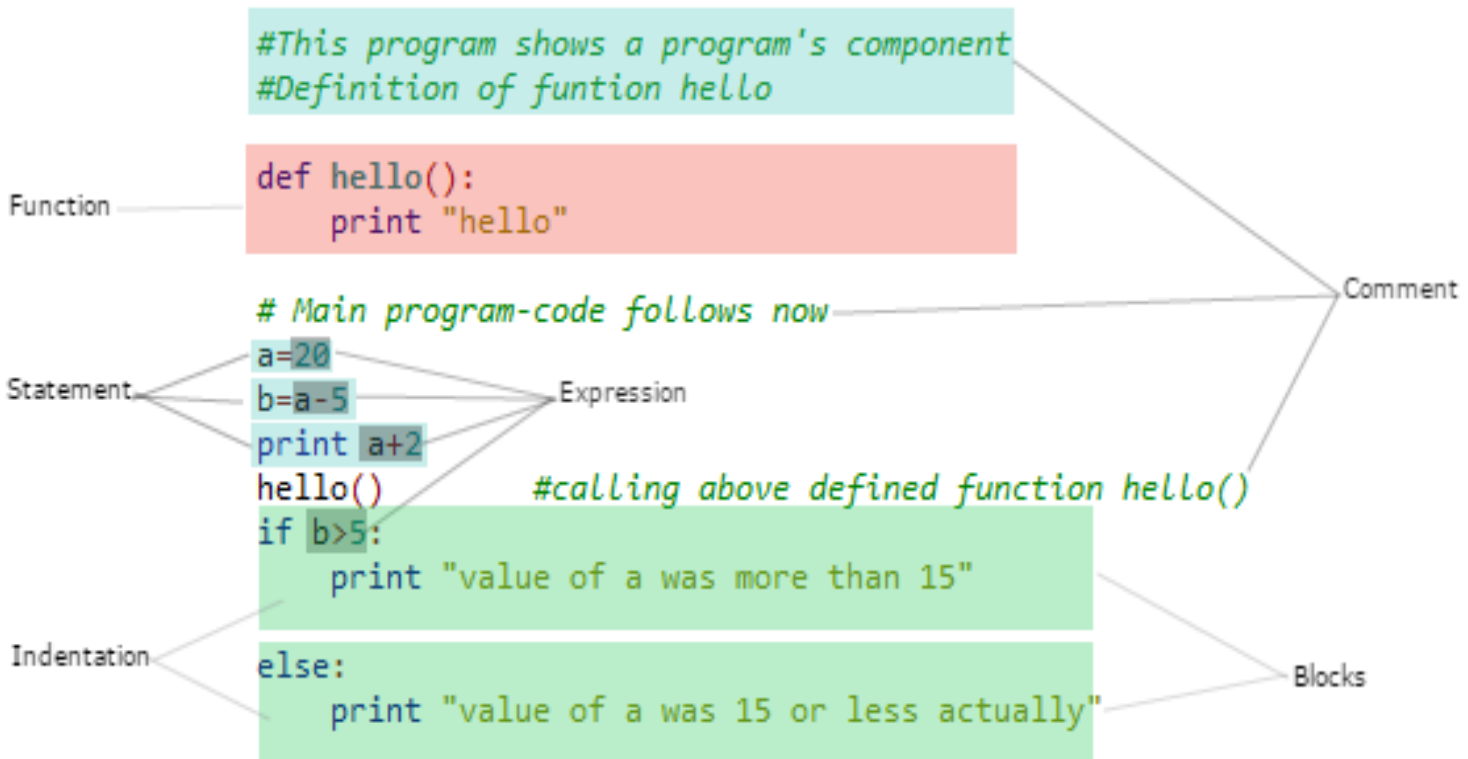 #This program shows a program's component
#Definition of funtion hello
def hello():
    print "hello"
Function
# Main program-code follows now
Comment
a=20
b=a-5
print a+2
Statement
Expression
hello()        #calling above defined function hello()
if b>5:
    print "value of a was more than 15"
Indentation
else:
    print "value of a was 15 or less actually"
Blocks